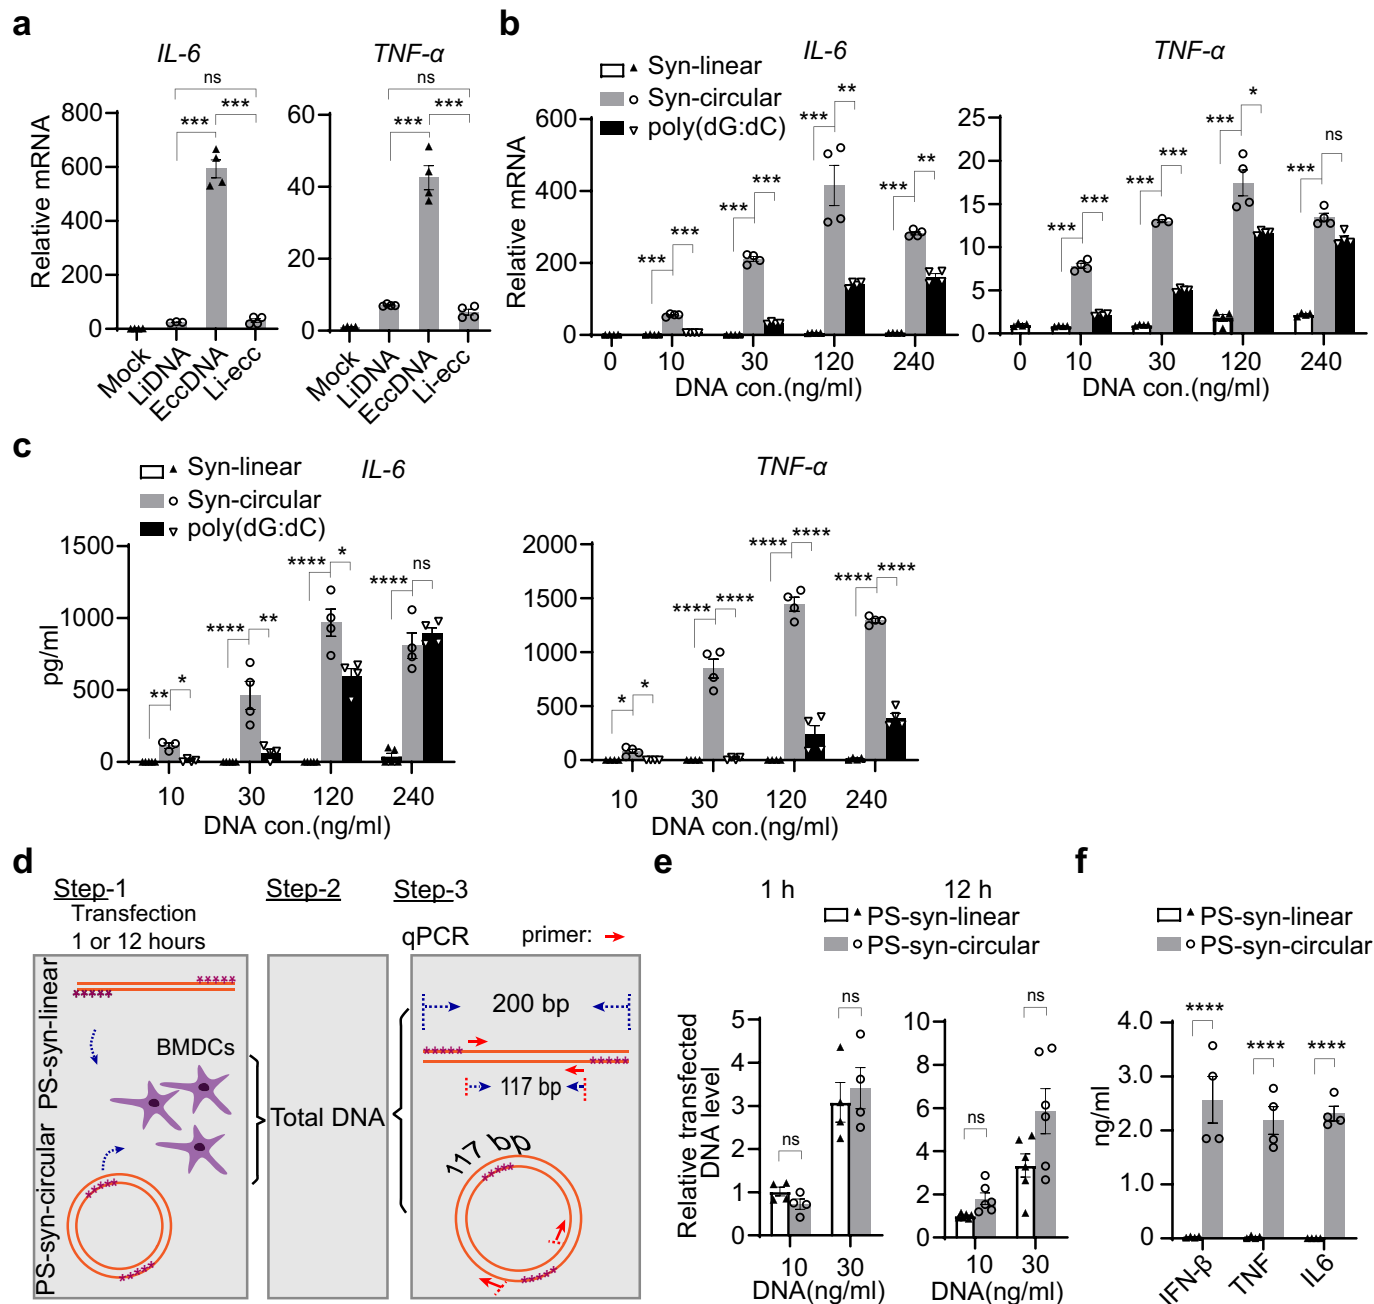 a
IL-6
TNF-α
ns
ns
***
***
***
***
Relative mRNA
800
600
400
200
0
60
40
20
0
Mock
LiDNA
EccDNA
Li-ecc
Mock
LiDNA
EccDNA
Li-ecc
b
IL-6
TNF-α
Syn-linear
Syn-circular
poly(dG:dC)
Relative mRNA
600
400
200
0
***
***
***
***
***
**
***
**
0
10
30
120
240
DNA con.(ng/ml)
25
20
15
10
5
0
***
***
***
***
***
*
***
ns
0
10
30
120
240
DNA con.(ng/ml)
c
IL-6
TNF-α
Syn-linear
Syn-circular
poly(dG:dC)
pg/ml
1500
1000
500
0
**
*
****
**
****
*
****
ns
10
30
120
240
DNA con.(ng/ml)
2000
1500
1000
500
0
*
*
****
****
****
****
****
****
10
30
120
240
DNA con.(ng/ml)
d
Step-1
Transfection
1 or 12 hours
Step-2
Step-3
qPCR
primer:
PS-syn-linear
PS-syn-circular
BMDCs
Total DNA
200 bp
117 bp
117 bp
e
1 h
12 h
PS-syn-linear
PS-syn-circular
Relative transfected
DNA level
5
4
3
2
1
0
ns
ns
10
30
DNA(ng/ml)
10
8
6
4
2
0
ns
ns
10
30
DNA(ng/ml)
f
PS-syn-linear
PS-syn-circular
ng/ml
4.0
3.0
2.0
1.0
0
****
****
****
IFN-β
TNF
IL6